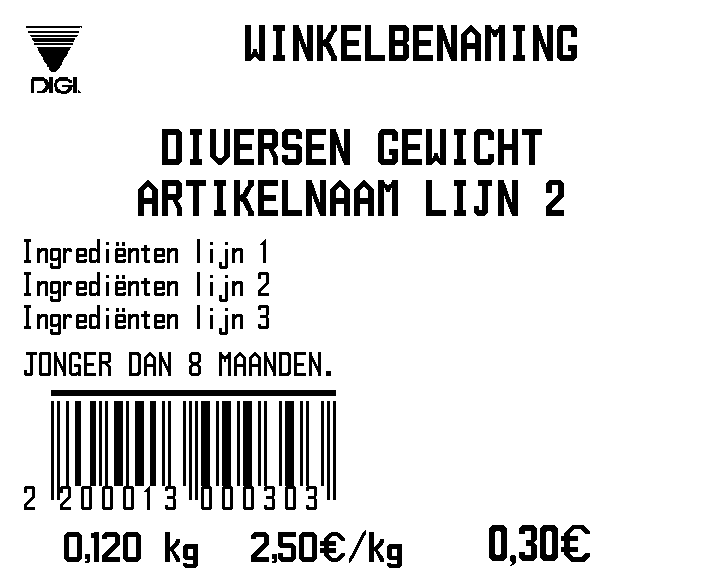 DIGI.
WINKELBENAMING
DIVERSEN GEWICHT
ARTIKELNAAM LIJN 2
Ingrediënten lijn 1
Ingrediënten lijn 2
Ingrediënten lijn 3
JONGER DAN 8 MAANDEN.
2 200013 000303
0,120 kg 2,50€/kg 0,30€